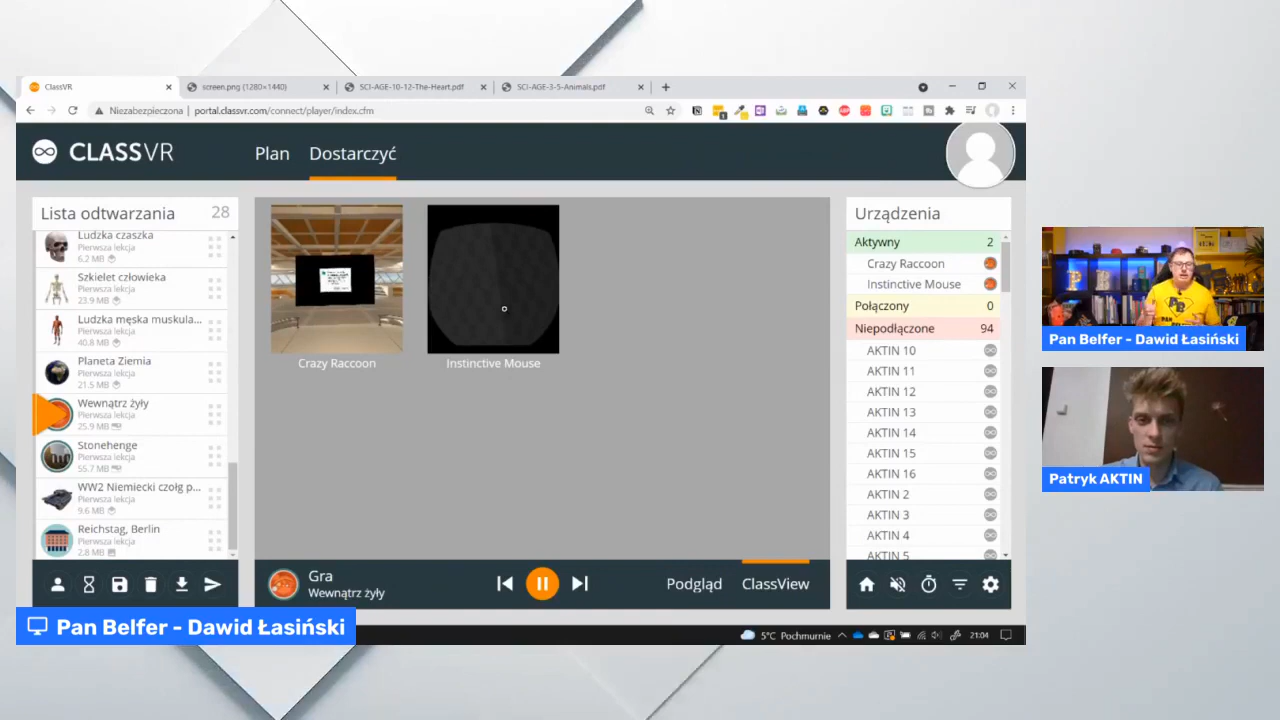 ClassVR
screen.png (1280×1440)
SCI-AGE-10-12-The-Heart.pdf
SCI-AGE-3-5-Animals.pdf
Niezabezpieczona
portal.classvr.com/connect/player/index.cfm
CLASSVR
Plan
Dostarczyć
Lista odtwarzania 28
Ludzka czaszka
Pierwsza lekcja
6.2 MB
Szkielet człowieka
Pierwsza lekcja
23.9 MB
Ludzka męska muskula...
Pierwsza lekcja
40.8 MB
Planeta Ziemia
Pierwsza lekcja
21.5 MB
Wewnątrz żyły
Pierwsza lekcja
25.9 MB
Stonehenge
Pierwsza lekcja
55.7 MB
WW2 Niemiecki czołg p...
Pierwsza lekcja
9.6 MB
Reichstag, Berlin
Pierwsza lekcja
2.8 MB
Crazy Raccoon
Instinctive Mouse
Gra
Wewnątrz żyły
Podgląd
ClassView
Urządzenia
Aktywny 2
Crazy Raccoon
Instinctive Mouse
Połączony 0
Niepodłączone 94
AKTIN 10
AKTIN 11
AKTIN 12
AKTIN 13
AKTIN 14
AKTIN 15
AKTIN 16
AKTIN 2
AKTIN 3
AKTIN 4
AKTIN 5
5°C Pochmurnie
21:04
Pan Belfer - Dawid Łasiński
Pan Belfer - Dawid Łasiński
Patryk AKTIN